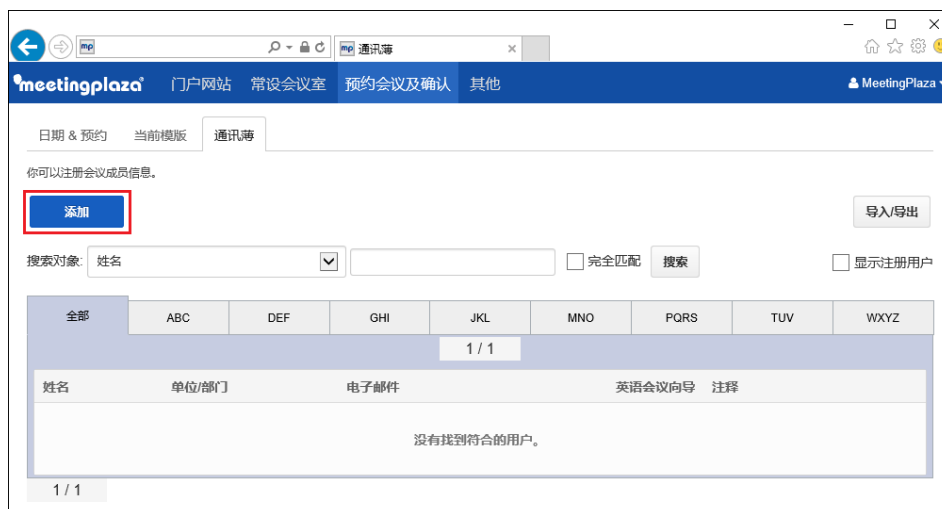 mp mp 通讯薄
meetingplaza 门户网站 常设会议室 预约会议及确认 其他 MeetingPlaza
日期 & 预约 当前模版 通讯薄
你可以注册会议成员信息。
添加 导入/导出
搜索对象: 姓名 完全匹配 搜索 显示注册用户
全部 ABC DEF GHI JKL MNO PQRS TUV WXYZ
1 / 1
姓名 单位/部门 电子邮件 英语会议向导 注释
没有找到符合的用户。
1 / 1